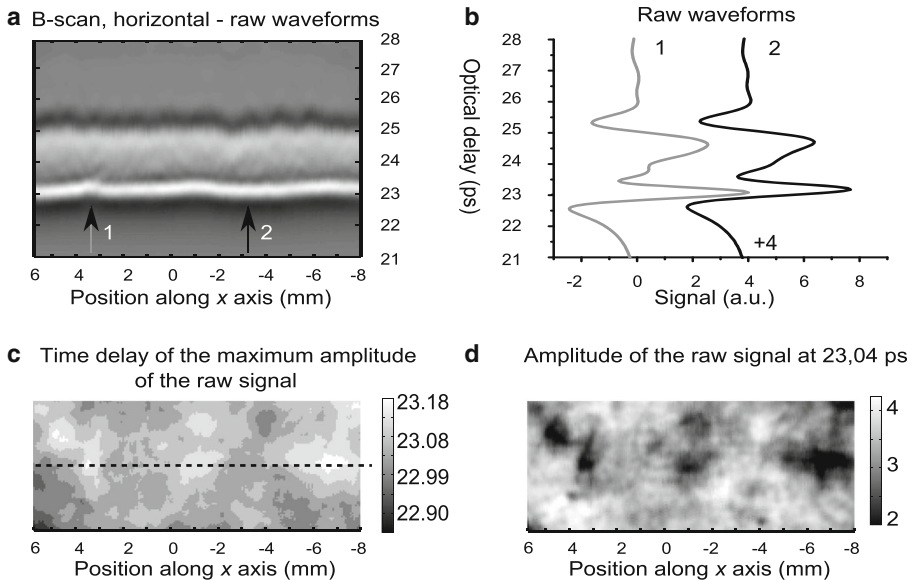 a B-scan, horizontal - raw waveforms
28
27
26
25
24
23
22
21
1
2
6 4 2 0 -2 -4 -6 -8
Position along x axis (mm)
b Raw waveforms
28
27
26
25
24
23
22
21
Optical delay (ps)
1
2
+4
-2 0 2 4 6 8
Signal (a.u.)
c Time delay of the maximum amplitude
of the raw signal
23.18
23.08
22.99
22.90
6 4 2 0 -2 -4 -6 -8
Position along x axis (mm)
d Amplitude of the raw signal at 23,04 ps
4
3
2
6 4 2 0 -2 -4 -6 -8
Position along x axis (mm)